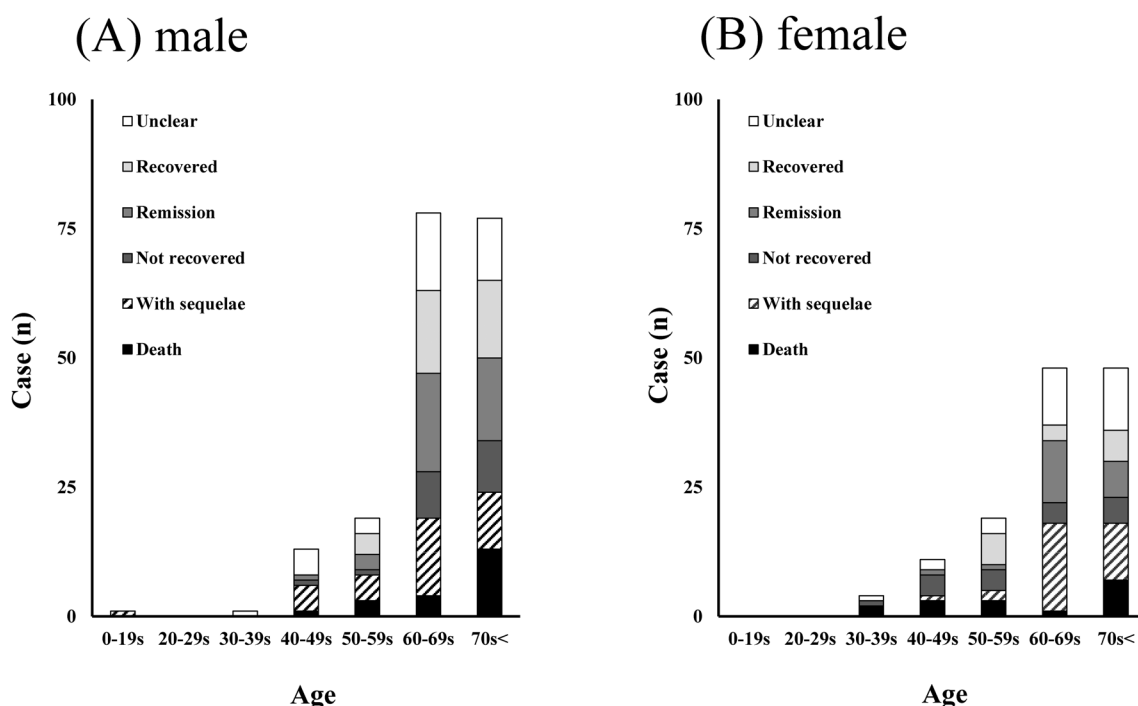 (A) male
100
75
50
25
0
Case (n)
Unclear
Recovered
Remission
Not recovered
With sequelae
Death
0-19s 20-29s 30-39s 40-49s 50-59s 60-69s 70s<
Age
(B) female
100
75
50
25
0
Case (n)
Unclear
Recovered
Remission
Not recovered
With sequelae
Death
0-19s 20-29s 30-39s 40-49s 50-59s 60-69s 70s<
Age